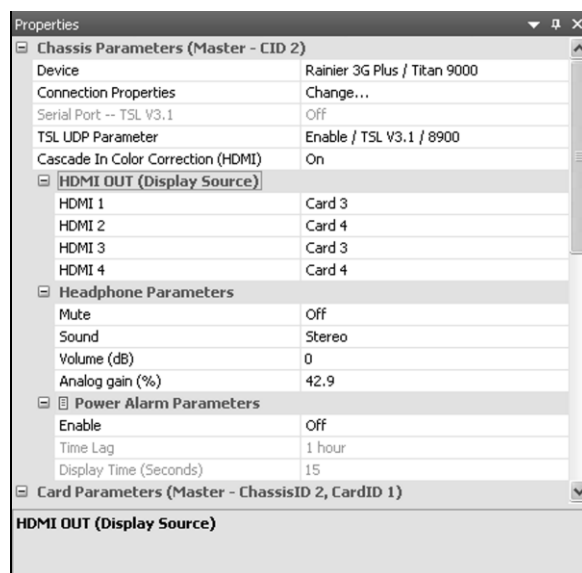 Properties
Chassis Parameters (Master - CID 2)
Device Rainier 3G Plus / Titan 9000
Connection Properties Change...
Serial Port -- TSL V3.1 Off
TSL UDP Parameter Enable / TSL V3.1 / 8900
Cascade In Color Correction (HDMI) On
HDMI OUT (Display Source)
HDMI 1 Card 3
HDMI 2 Card 4
HDMI 3 Card 3
HDMI 4 Card 4
Headphone Parameters
Mute Off
Sound Stereo
Volume (dB) 0
Analog gain (%) 42.9
Power Alarm Parameters
Enable Off
Time Lag 1 hour
Display Time (Seconds) 15
Card Parameters (Master - ChassisID 2, CardID 1)
HDMI OUT (Display Source)